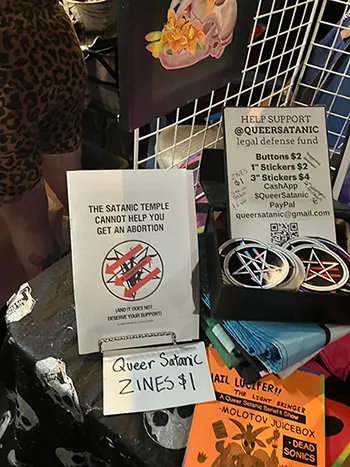 HELP SUPPORT
@QUEERSATANIC
legal defense fund
Buttons $2
1" Stickers $2
3" Stickers $4
CashApp
$QueerSatanic
PayPal
queersatanic@gmail.com
ZINES
$1
THE SATANIC TEMPLE
CANNOT HELP YOU
GET AN ABORTION
(AND IT DOES NOT
DESERVE YOUR SUPPORT)
Queer Satanic
ZINES $1
HAIL LUCIFER!!
THE LIGHT BRINGER
A Queer Satanic Benefit Show
•MOLOTOV JUICEBOX
•DEAD
SONICS